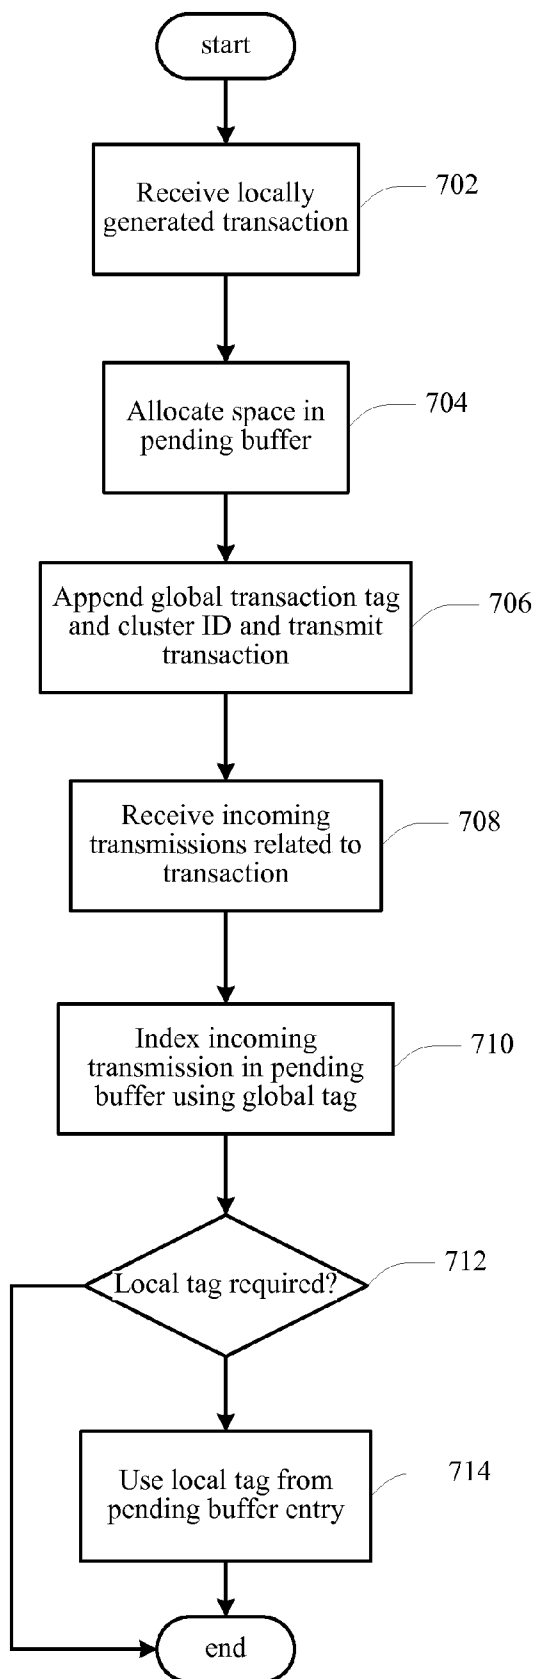 start
Receive locally
generated transaction
702
Allocate space in
pending buffer
704
Append global transaction tag
and cluster ID and transmit
transaction
706
Receive incoming
transmissions related to
transaction
708
Index incoming
transmission in pending
buffer using global tag
710
Local tag required?
712
Use local tag from
pending buffer entry
714
end